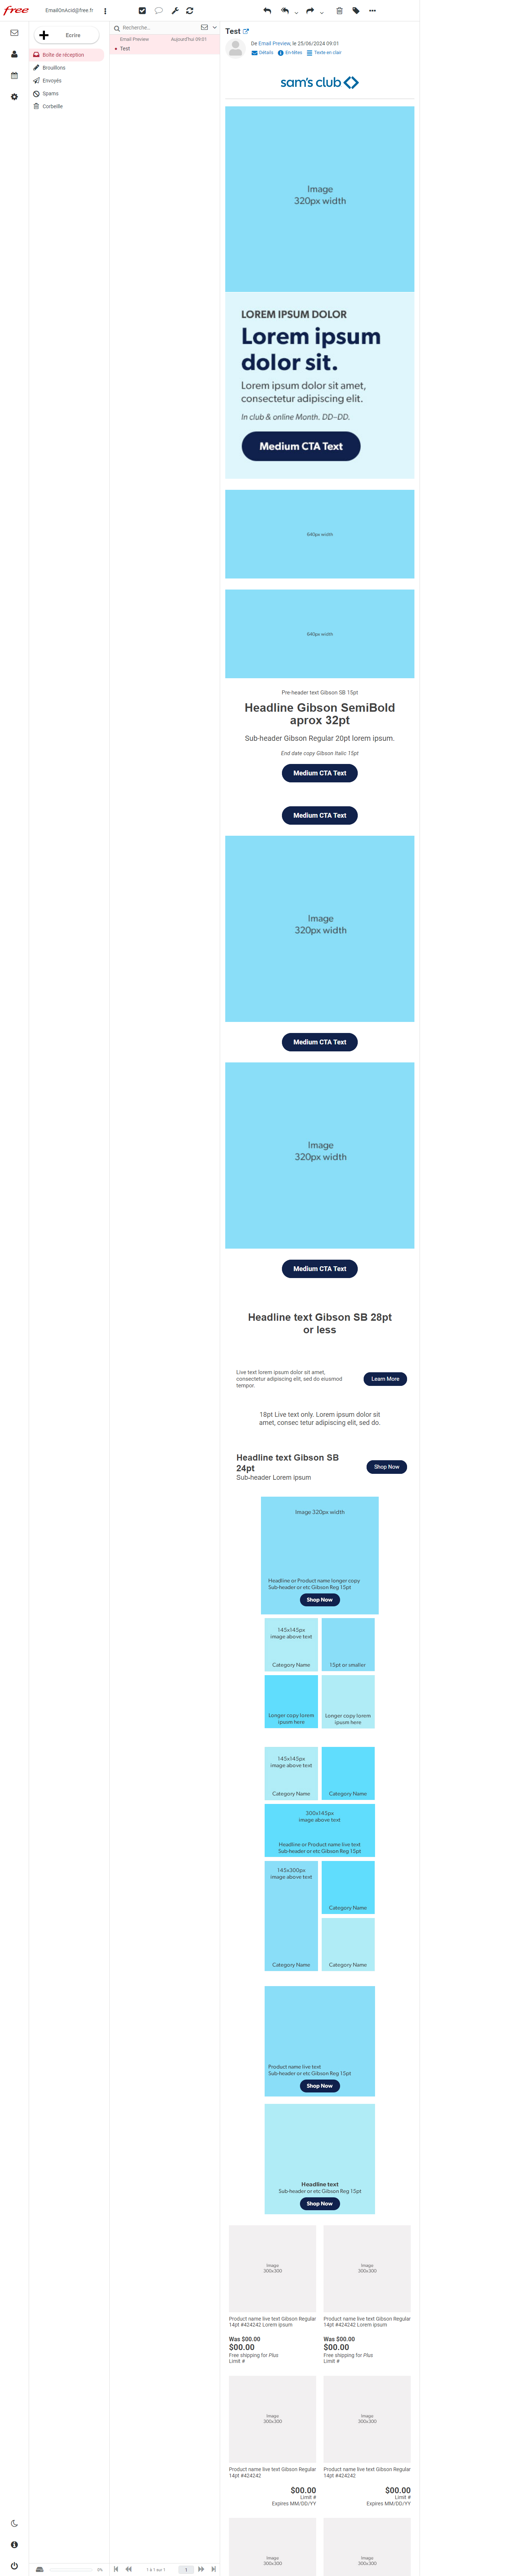 free
EmailOnAcid@free.fr
Ecrire
Boîte de réception
Brouillons
Envoyés
Spams
Corbeille
Recherche...
Email Preview Aujourd'hui 09:01
Test
Test
De Email Preview, le 25/06/2024 09:01
Détails En-têtes Texte en clair
sam's club
Image
320px width
LOREM IPSUM DOLOR
Lorem ipsum
dolor sit.
Lorem ipsum dolor sit amet,
consectetur adipiscing elit.
In club & online Month. DD–DD.
Medium CTA Text
640px width
640px width
Pre-header text Gibson SB 15pt
Headline Gibson SemiBold
aprox 32pt
Sub-header Gibson Regular 20pt lorem ipsum.
End date copy Gibson Italic 15pt
Medium CTA Text
Medium CTA Text
Image
320px width
Medium CTA Text
Image
320px width
Medium CTA Text
Headline text Gibson SB 28pt
or less
Live text lorem ipsum dolor sit amet,
consectetur adipiscing elit, sed do eiusmod
tempor.
Learn More
18pt Live text only. Lorem ipsum dolor sit
amet, consec tetur adipiscing elit, sed do.
Headline text Gibson SB
24pt
Sub-header Lorem Ipsum
Shop Now
Image 320px width
Headline or Product name longer copy
Sub-header or etc Gibson Reg 15pt
Shop Now
145x145px
image above text
Category Name
15pt or smaller
Longer copy lorem
ipusm here
Longer copy lorem
ipusm here
145x145px
image above text
Category Name
Category Name
300x145px
image above text
Headline or Product name live text
Sub-header or etc Gibson Reg 15pt
145x300px
image above text
Category Name
Category Name
Category Name
Product name live text
Sub-header or etc Gibson Reg 15pt
Shop Now
Headline text
Sub-header or etc Gibson Reg 15pt
Shop Now
Image
300x300
Image
300x300
Product name live text Gibson Regular
14pt #424242 Lorem ipsum
Was $00.00
$00.00
Free shipping for Plus
Limit #
Product name live text Gibson Regular
14pt #424242 Lorem ipsum
Was $00.00
$00.00
Free shipping for Plus
Limit #
Image
300x300
Image
300x300
Product name live text Gibson Regular
14pt #424242
$00.00
Limit #
Expires MM/DD/YY
Product name live text Gibson Regular
14pt #424242
$00.00
Limit #
Expires MM/DD/YY
Image
300x300
Image
300x300
0%
1 à 1 sur 1
1